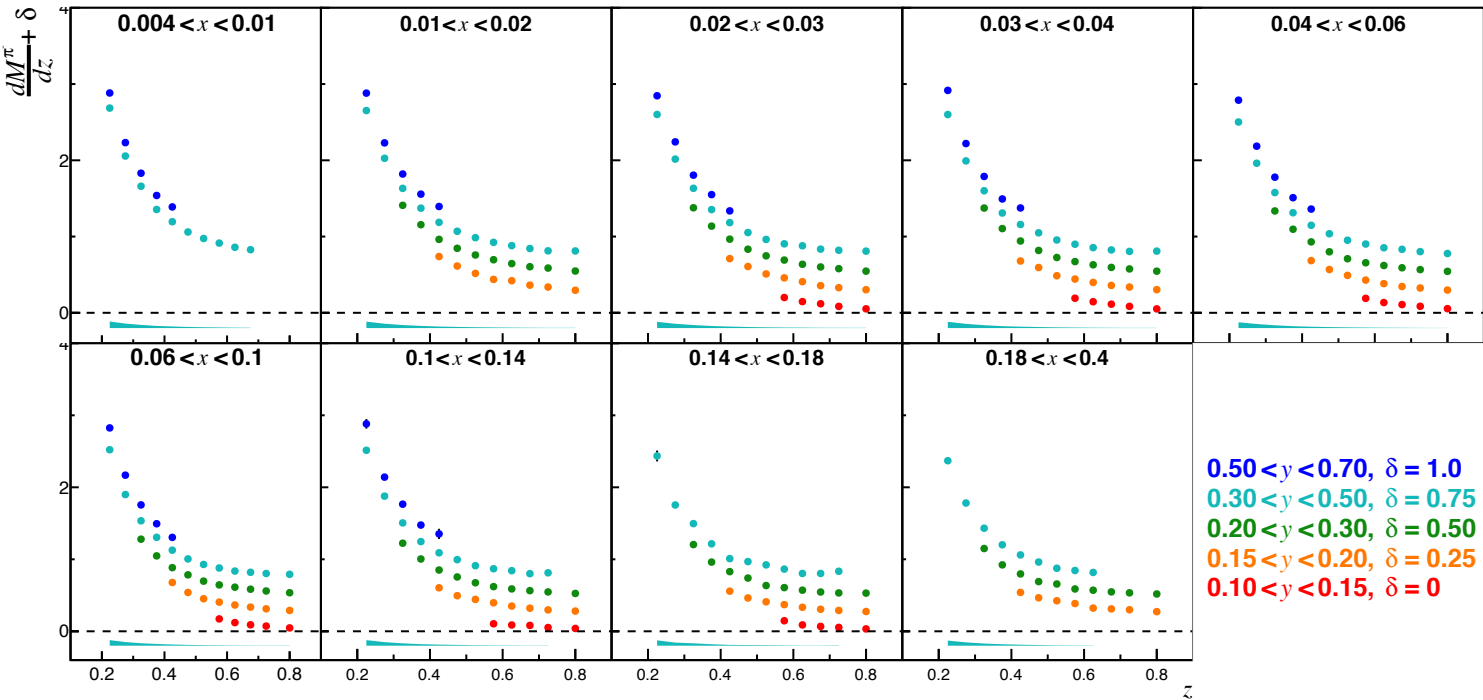 dM^π/dz + δ
4
2
0
0.004 < x < 0.01
0.01 < x < 0.02
0.02 < x < 0.03
0.03 < x < 0.04
0.04 < x < 0.06
4
2
0
0.06 < x < 0.1
0.1 < x < 0.14
0.14 < x < 0.18
0.18 < x < 0.4
0.50 < y < 0.70, δ = 1.0
0.30 < y < 0.50, δ = 0.75
0.20 < y < 0.30, δ = 0.50
0.15 < y < 0.20, δ = 0.25
0.10 < y < 0.15, δ = 0
0.2 0.4 0.6 0.8 0.2 0.4 0.6 0.8 0.2 0.4 0.6 0.8 0.2 0.4 0.6 0.8
z